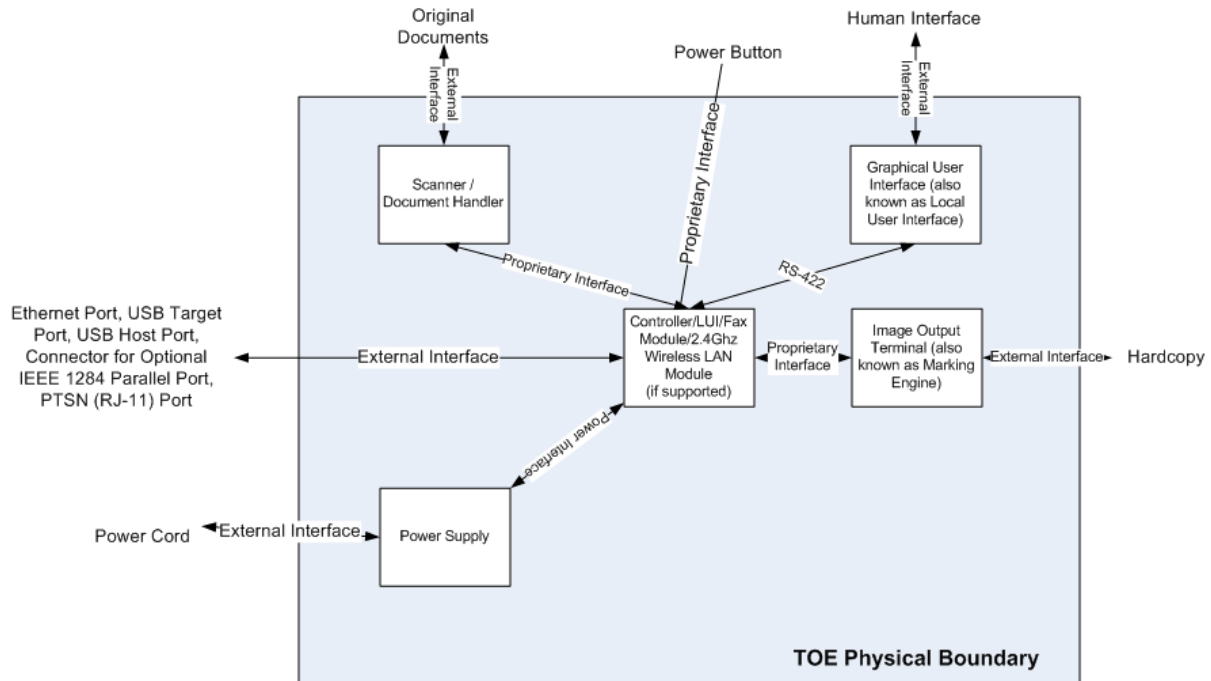 Original
Documents
Human Interface
Power Button
External
Interface
External
Interface
Proprietary Interface
Scanner /
Document Handler
Graphical User
Interface (also
known as Local
User Interface)
Proprietary Interface
RS-422
Ethernet Port, USB Target
Port, USB Host Port,
Connector for Optional
IEEE 1284 Parallel Port,
PTSN (RJ-11) Port
External Interface
Controller/LUI/Fax
Module/2.4Ghz
Wireless LAN
Module
(if supported)
Proprietary
Interface
Image Output
Terminal (also
known as Marking
Engine)
External Interface
Hardcopy
Power Interface
Power Cord
External Interface
Power Supply
TOE Physical Boundary